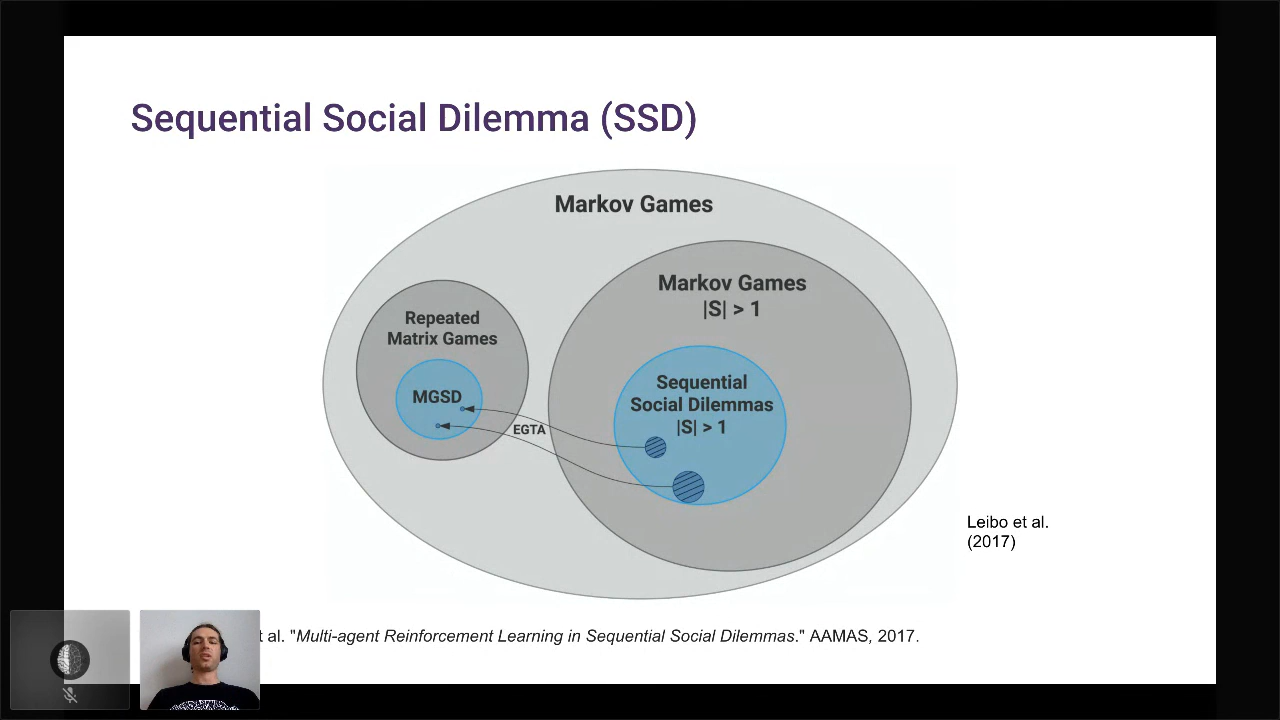 Sequential Social Dilemma (SSD)
Markov Games
Markov Games
|S| > 1
Repeated
Matrix Games
MGSD
EGTA
Sequential
Social Dilemmas
|S| > 1
Leibo et al.
(2017)
et al. "Multi-agent Reinforcement Learning in Sequential Social Dilemmas." AAMAS, 2017.